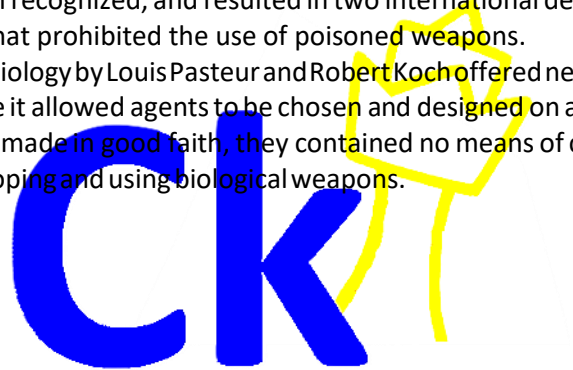 recognized, and resulted in two international de
hat prohibited the use of poisoned weapons.
iology by Louis Pasteur and Robert Koch offered ne
it allowed agents to be chosen and designed on a
made in good faith, they contained no means of
pping and using biological weapons.
Ck